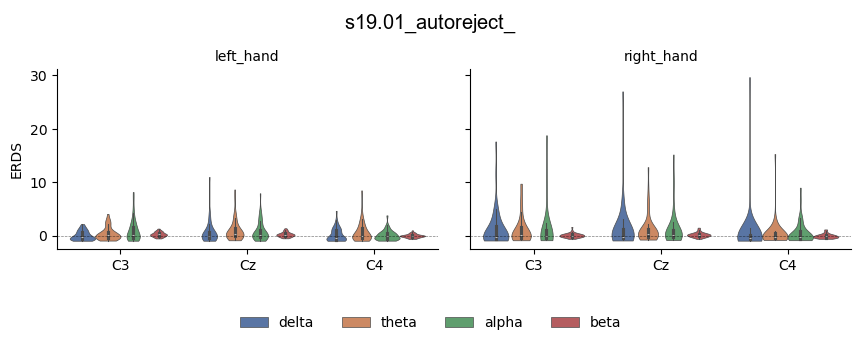 s19.01_autoreject_
left_hand right_hand
ERDS
30
20
10
0
C3 Cz C4 C3 Cz C4
delta theta alpha beta